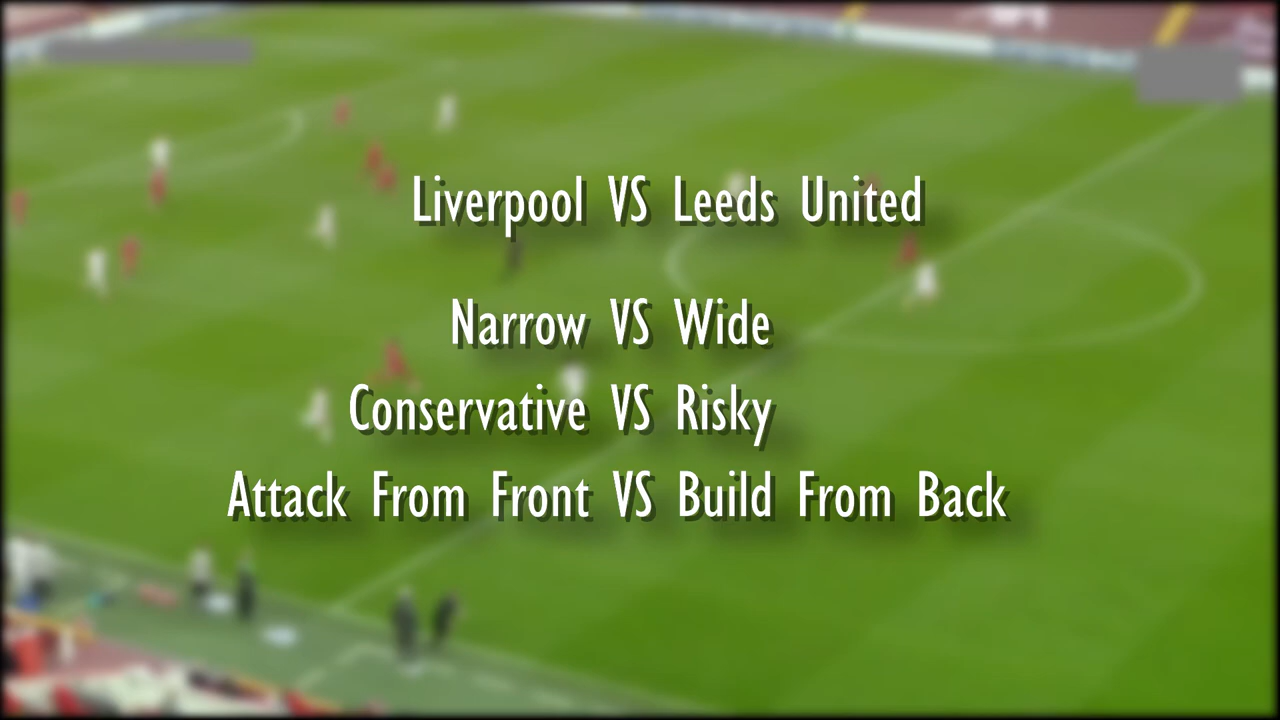 Liverpool VS Leeds United
Narrow VS Wide
Conservative VS Risky
Attack From Front VS Build From Back